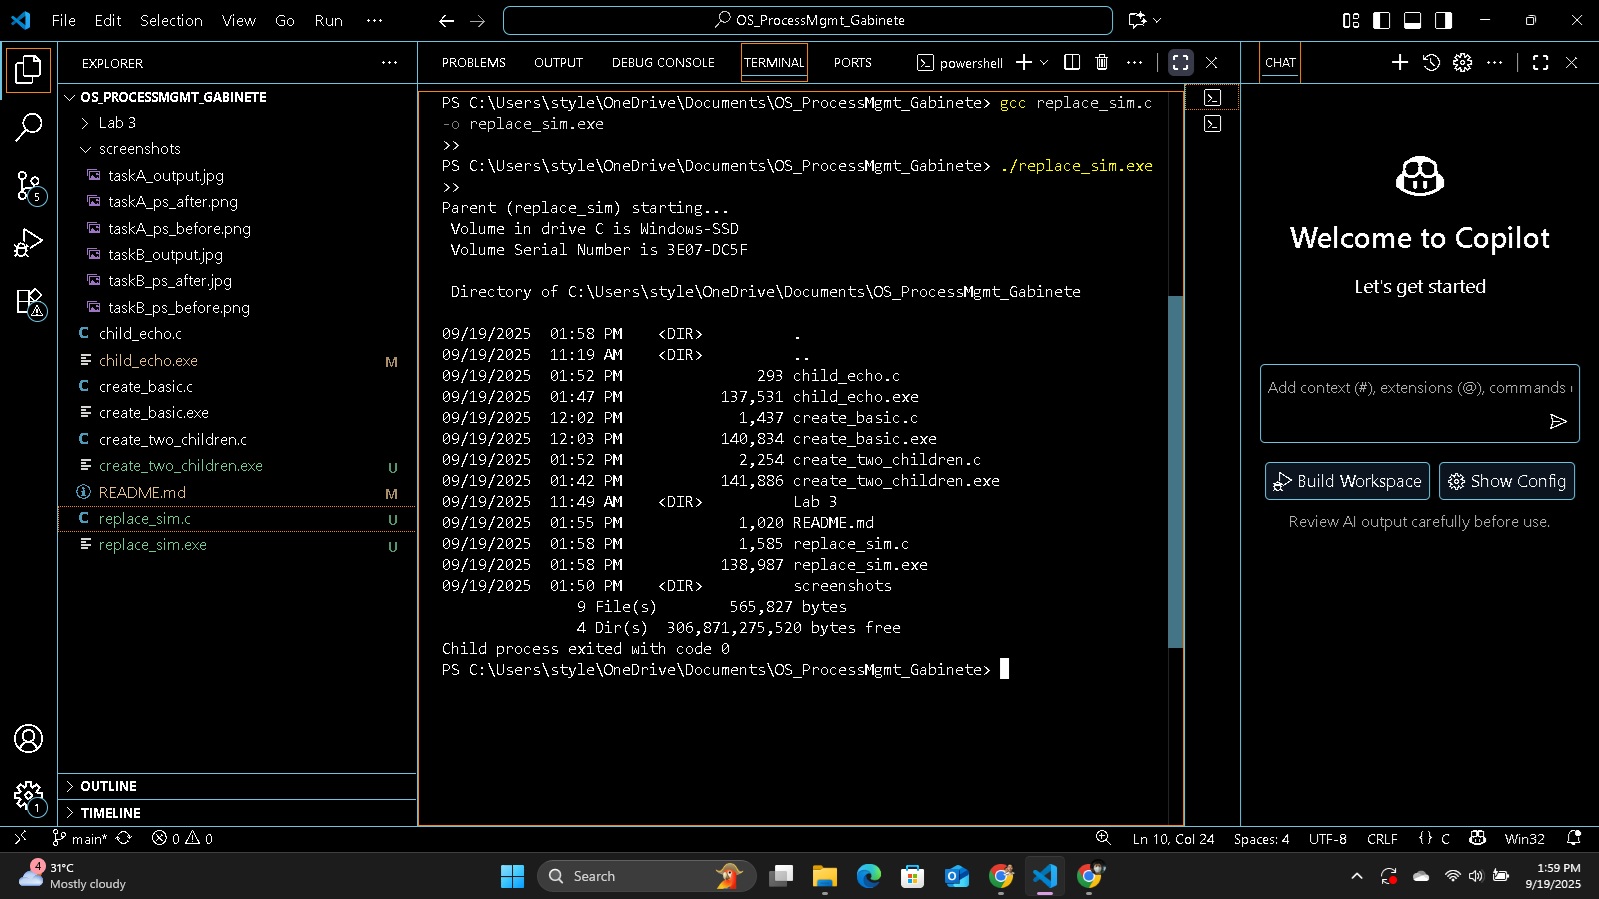 File Edit Selection View Go Run ···
OS_ProcessMgmt_Gabinete
EXPLORER
OS_PROCESSMGMT_GABINETE
Lab 3
screenshots
taskA_output.jpg
taskA_ps_after.png
taskA_ps_before.png
taskB_output.jpg
taskB_ps_after.jpg
taskB_ps_before.png
child_echo.c
child_echo.exe M
create_basic.c
create_basic.exe
create_two_children.c
create_two_children.exe U
README.md M
replace_sim.c U
replace_sim.exe U
OUTLINE
TIMELINE
5
1
PROBLEMS OUTPUT DEBUG CONSOLE TERMINAL PORTS powershell
PS C:\Users\style\OneDrive\Documents\OS_ProcessMgmt_Gabinete> gcc replace_sim.c
-o replace_sim.exe
>>
PS C:\Users\style\OneDrive\Documents\OS_ProcessMgmt_Gabinete> ./replace_sim.exe
>>
Parent (replace_sim) starting...
Volume in drive C is Windows-SSD
Volume Serial Number is 3E07-DC5F
Directory of C:\Users\style\OneDrive\Documents\OS_ProcessMgmt_Gabinete
09/19/2025 01:58 PM <DIR> .
09/19/2025 11:19 AM <DIR> ..
09/19/2025 01:52 PM 293 child_echo.c
09/19/2025 01:47 PM 137,531 child_echo.exe
09/19/2025 12:02 PM 1,437 create_basic.c
09/19/2025 12:03 PM 140,834 create_basic.exe
09/19/2025 01:52 PM 2,254 create_two_children.c
09/19/2025 01:42 PM 141,886 create_two_children.exe
09/19/2025 11:49 AM <DIR> Lab 3
09/19/2025 01:55 PM 1,020 README.md
09/19/2025 01:58 PM 1,585 replace_sim.c
09/19/2025 01:58 PM 138,987 replace_sim.exe
09/19/2025 01:50 PM <DIR> screenshots
9 File(s) 565,827 bytes
4 Dir(s) 306,871,275,520 bytes free
Child process exited with code 0
PS C:\Users\style\OneDrive\Documents\OS_ProcessMgmt_Gabinete>
CHAT
Welcome to Copilot
Let's get started
Add context (#), extensions (@), commands
Build Workspace Show Config
Review AI output carefully before use.
main* 0 0 Ln 10, Col 24 Spaces: 4 UTF-8 CRLF {} C Win32
4
31°C
Mostly cloudy
Search
1:59 PM
9/19/2025